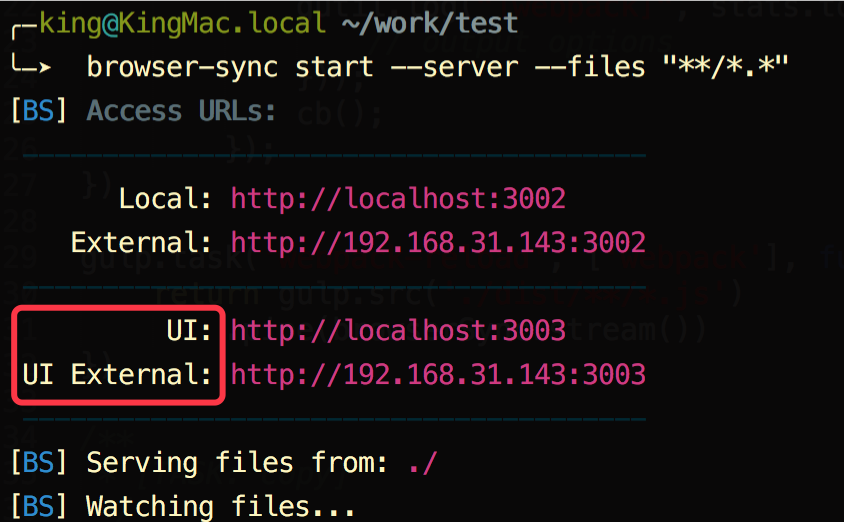 king@KingMac.local ~/work/test
browser-sync start --server --files "**/*.*"
[BS] Access URLs:
Local: http://localhost:3002
External: http://192.168.31.143:3002
UI: http://localhost:3003
UI External: http://192.168.31.143:3003
[BS] Serving files from: ./
[BS] Watching files...